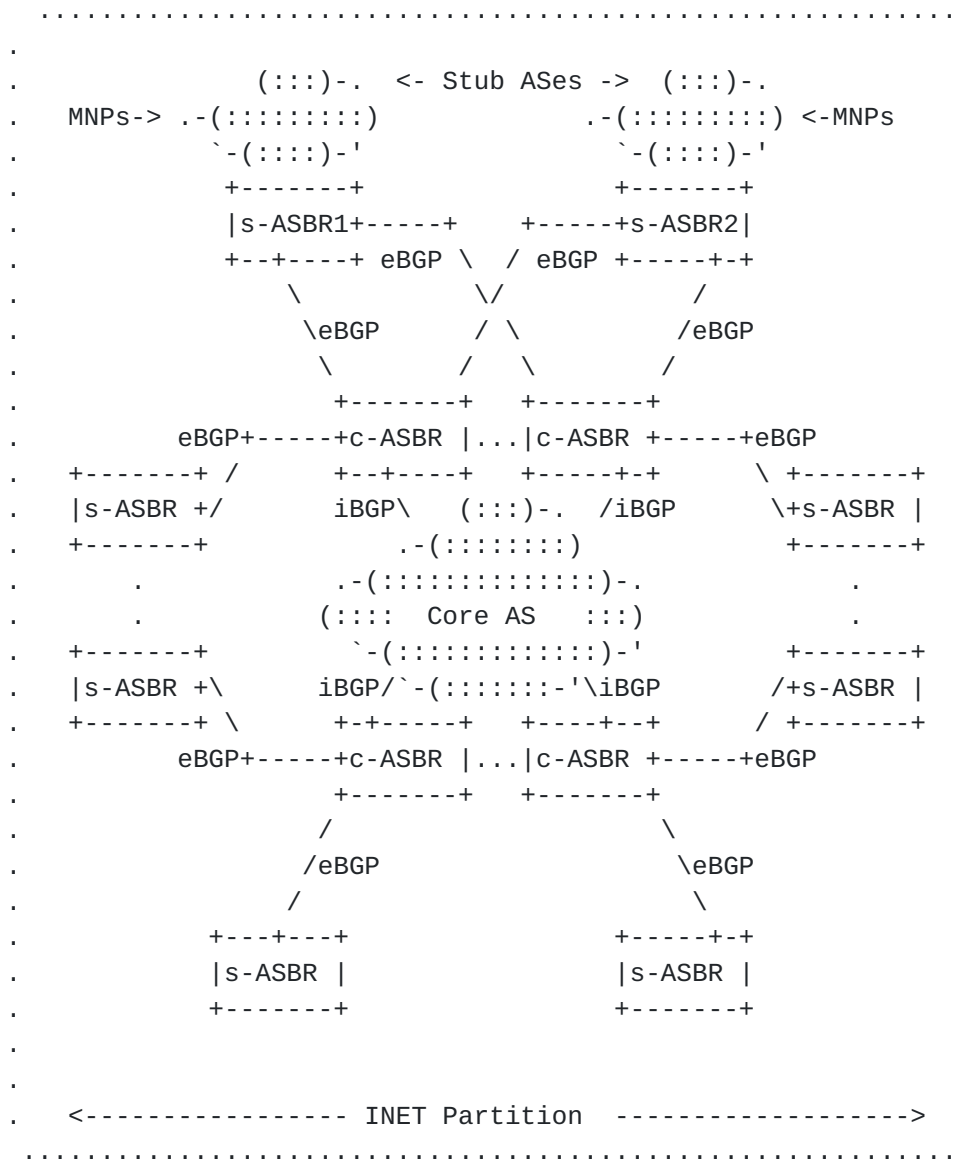 ............................................................
.
.                (:::)-.  <- Stub ASes ->  (:::)-.
.   MNPs-> .-(:::::::::)              .-(:::::::::) <-MNPs
.             `-(::::)-'                 `-(::::)-'
.              +-------+                 +-------+
.              |s-ASBR1+-----+    +-----+s-ASBR2|
.              +--+----+ eBGP \  / eBGP +-----+-+
.                  \           \/            /
.                   \eBGP      / \          /eBGP
.                    \        /   \        /
.                     +-------+   +-------+
.           eBGP+-----+c-ASBR |...|c-ASBR +-----+eBGP
.   +-------+ /       +--+----+   +-----+-+      \ +-------+
.   |s-ASBR +/       iBGP\   (:::)-.  /iBGP      \+s-ASBR |
.   +-------+             .-(::::::::)             +-------+
.       .             .-(::::::::::::::)-.             .
.       .            (::::  Core AS   :::)             .
.   +-------+          `-(:::::::::::::)-'         +-------+
.   |s-ASBR +\      iBGP/`-(:::::::-'\iBGP       /+s-ASBR |
.   +-------+ \       +-+-----+   +----+--+      / +-------+
.           eBGP+-----+c-ASBR |...|c-ASBR +-----+eBGP
.                     +-------+   +-------+
.                    /                     \
.                   /eBGP                   \eBGP
.                  /                         \
.             +---+---+                 +-----+-+
.             |s-ASBR |                 |s-ASBR |
.             +-------+                 +-------+
.
.
.   <----------------- INET Partition  ------------------->
 ............................................................